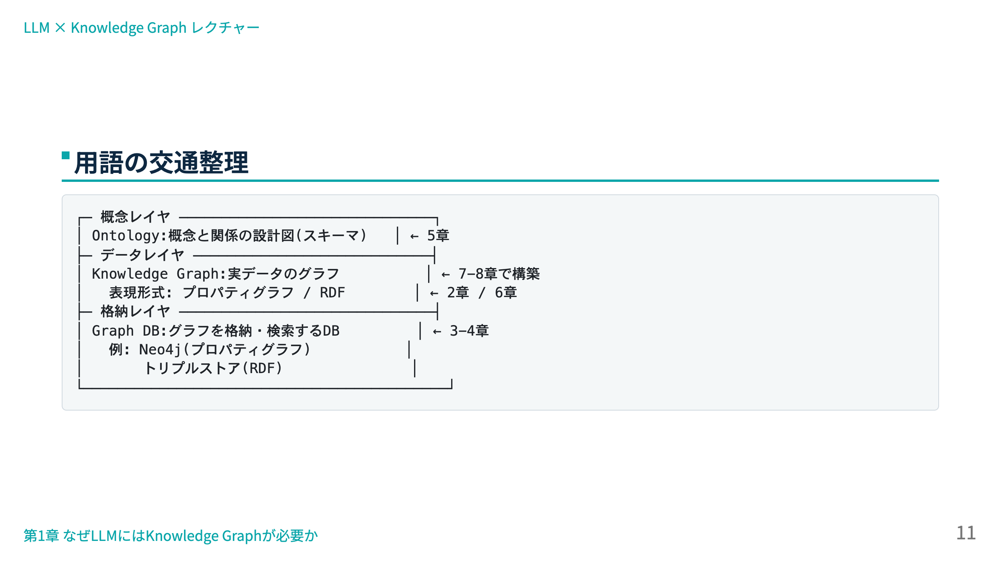 LLM × Knowledge Graph レクチャー
用語の交通整理
┌─ 概念レイヤ ──────────────────────────────┐
│ Ontology:概念と関係の設計図(スキーマ)   │ ← 5章
├─ データレイヤ ────────────────────────────┤
│ Knowledge Graph:実データのグラフ          │ ← 7–8章で構築
│   表現形式: プロパティグラフ / RDF        │ ← 2章 / 6章
├─ 格納レイヤ ──────────────────────────────┤
│ Graph DB:グラフを格納・検索するDB         │ ← 3–4章
│   例: Neo4j(プロパティグラフ)           │
│       トリプルストア(RDF)               │
└───────────────────────────────────────────┘
第1章 なぜLLMにはKnowledge Graphが必要か
11